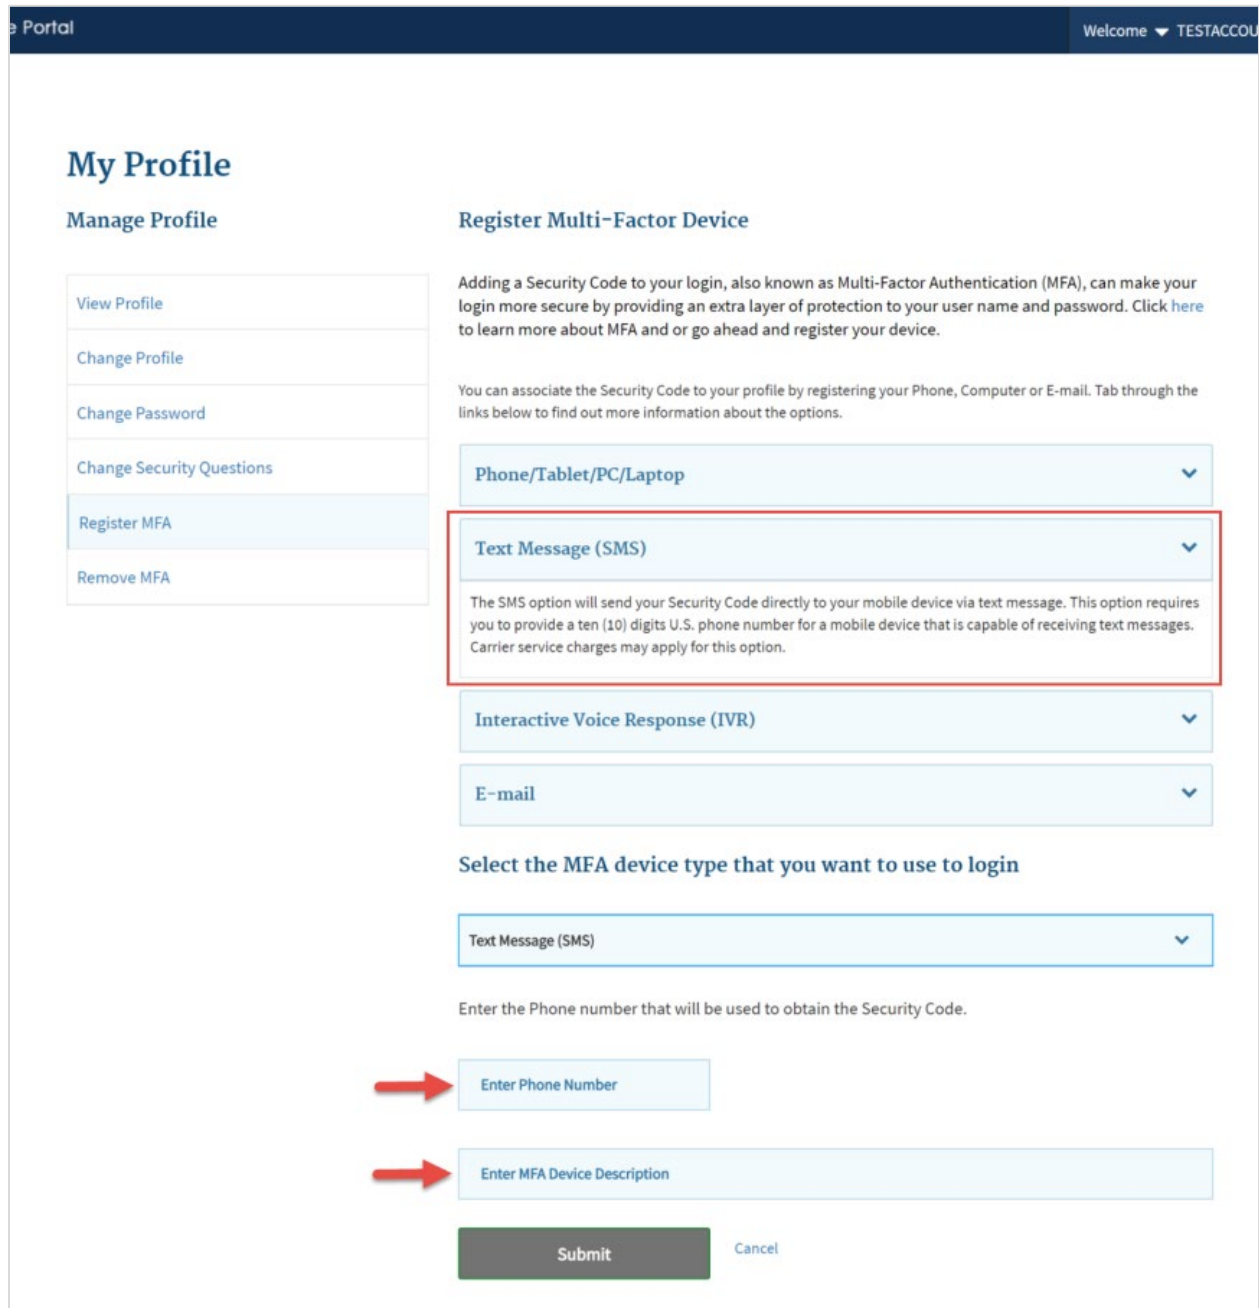 e Portal
Welcome TESTACCOU
My Profile
Manage Profile
View Profile
Change Profile
Change Password
Change Security Questions
Register MFA
Remove MFA
Register Multi-Factor Device
Adding a Security Code to your login, also known as Multi-Factor Authentication (MFA), can make your
login more secure by providing an extra layer of protection to your user name and password. Click here
to learn more about MFA and or go ahead and register your device.
You can associate the Security Code to your profile by registering your Phone, Computer or E-mail. Tab through the
links below to find out more information about the options.
Phone/Tablet/PC/Laptop
Text Message (SMS)
The SMS option will send your Security Code directly to your mobile device via text message. This option requires
you to provide a ten (10) digits U.S. phone number for a mobile device that is capable of receiving text messages.
Carrier service charges may apply for this option.
Interactive Voice Response (IVR)
E-mail
Select the MFA device type that you want to use to login
Text Message (SMS)
Enter the Phone number that will be used to obtain the Security Code.
Enter Phone Number
Enter MFA Device Description
Submit
Cancel